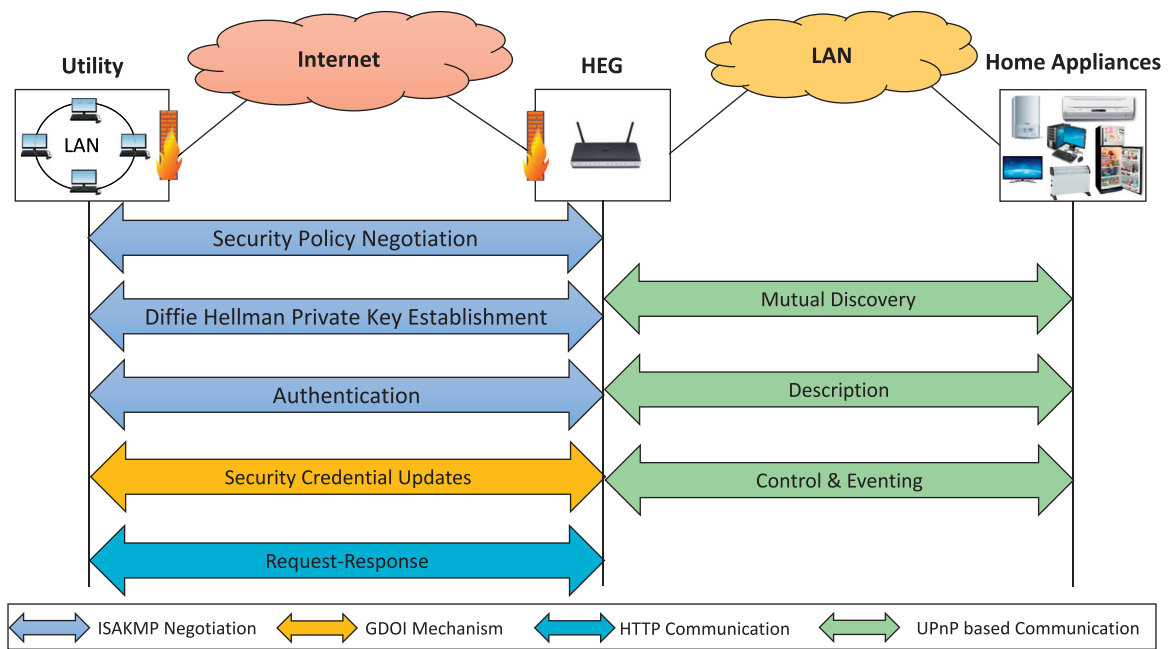 Utility
Internet
HEG
LAN
Home Appliances
LAN
Security Policy Negotiation
Mutual Discovery
Diffie Hellman Private Key Establishment
Authentication
Description
Security Credential Updates
Control & Eventing
Request-Response
ISAKMP Negotiation
GDOI Mechanism
HTTP Communication
UPnP based Communication